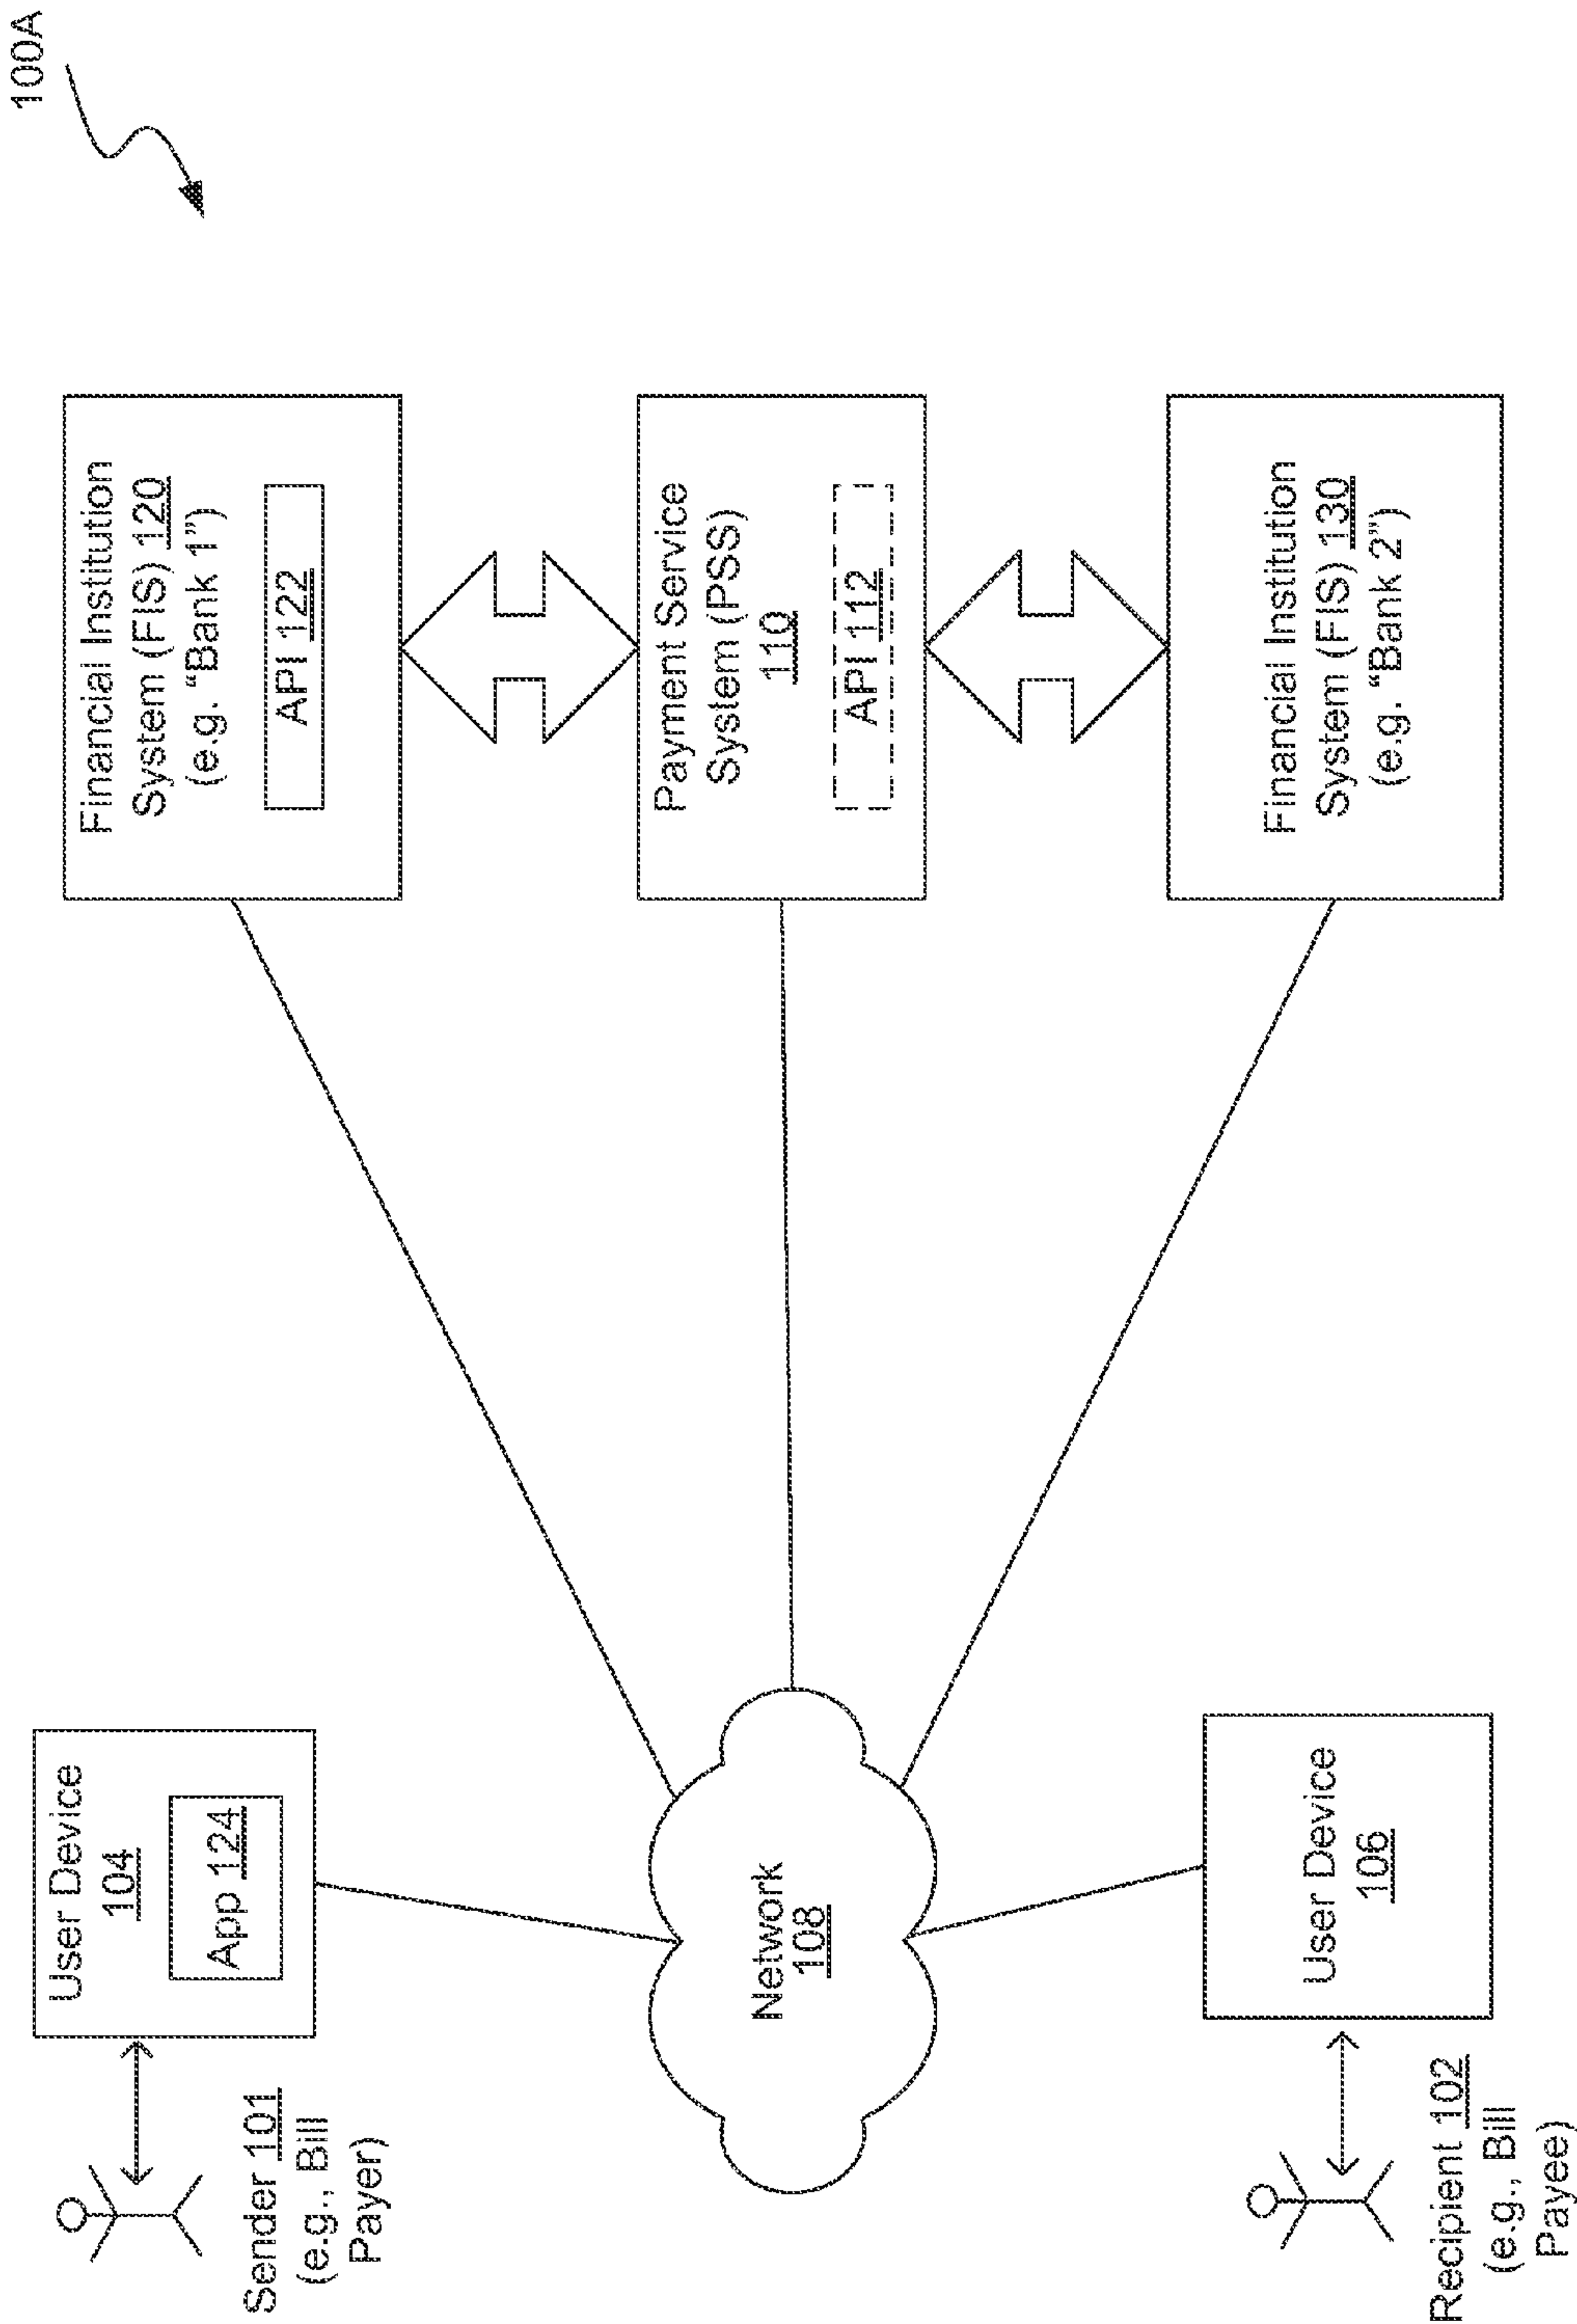 100A
User Device
104
App 124
Sender 101
(e.g., Bill
Payer)
Financial Institution
System (FIS) 120
(e.g. “Bank 1”)
API 122
Network
108
Payment Service
System (PSS)
110
API 112
User Device
106
Recipient 102
(e.g., Bill
Payee)
Financial Institution
System (FIS) 130
(e.g. “Bank 2”)